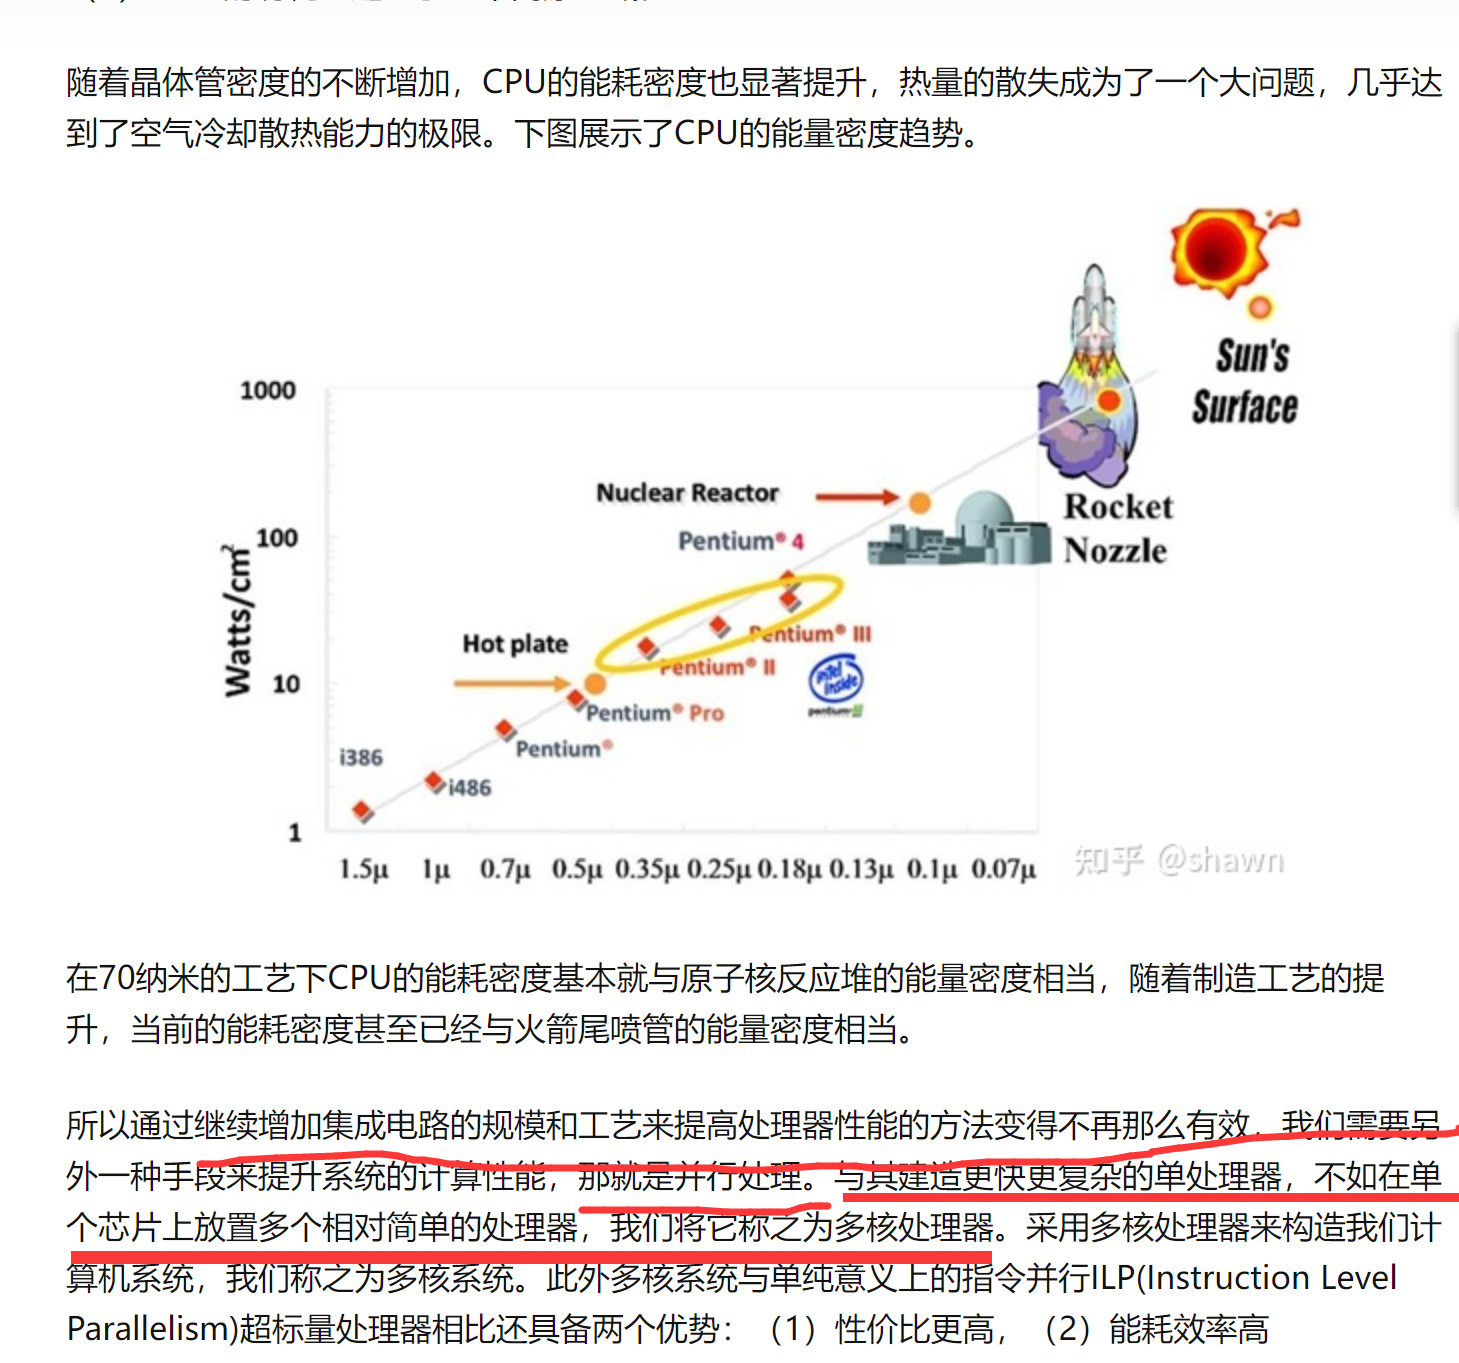 随着晶体管密度的不断增加，CPU的能耗密度也显著提升，热量的散失成为了一个大问题，几乎达
到了空气冷却散热能力的极限。下图展示了CPU的能量密度趋势。
Sun's
Surface
1000
Nuclear Reactor
Rocket
Nozzle
Pentium® 4
100
Watts/cm²
Pentium® III
Hot plate
Pentium® II
intel inside
10
Pentium® Pro
Pentium®
i386
i486
1
1.5μ 1μ 0.7μ 0.5μ 0.35μ 0.25μ 0.18μ 0.13μ 0.1μ 0.07μ
知乎 @shawn
在70纳米的工艺下CPU的能耗密度基本就与原子核反应堆的能量密度相当，随着制造工艺的提
升，当前的能耗密度甚至已经与火箭尾喷管的能量密度相当。
所以通过继续增加集成电路的规模和工艺来提高处理器性能的方法变得不再那么有效，我们需要另
外一种手段来提升系统的计算性能，那就是并行处理。与其建造更快更复杂的单处理器，不如在单
个芯片上放置多个相对简单的处理器，我们将它称之为多核处理器。采用多核处理器来构造我们计
算机系统，我们称之为多核系统。此外多核系统与单纯意义上的指令并行ILP(Instruction Level
Parallelism)超标量处理器相比还具备两个优势：（1）性价比更高，（2）能耗效率高